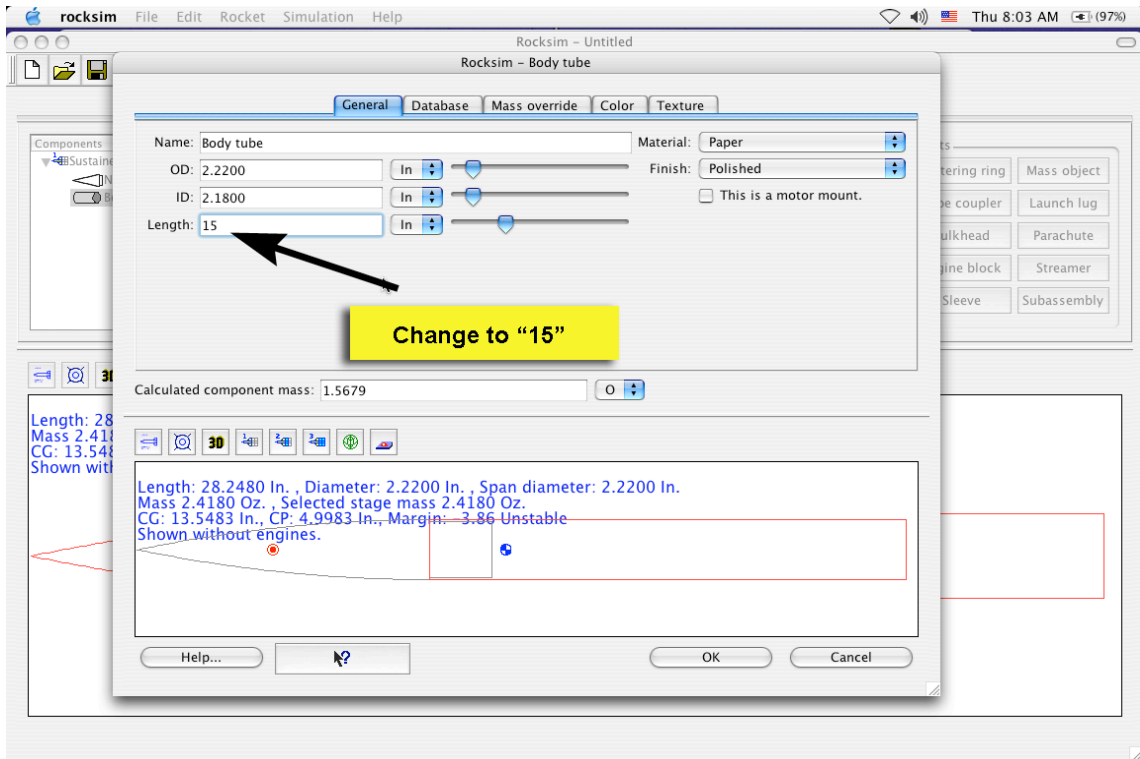 rocksim File Edit Rocket Simulation Help Thu 8:03 AM (97%)
Rocksim – Untitled
Rocksim – Body tube
General Database Mass override Color Texture
Components
Name: Body tube Material: Paper
OD: 2.2200 In Finish: Polished
ID: 2.1800 In This is a motor mount.
Length: 15 In
Mass object
Launch lug
Parachute
Streamer
Sleeve Subassembly
Change to “15”
Calculated component mass: 1.5679 O
3D
Length: 28
Mass 2.418
CG: 13.548
Shown
3D
Length: 28.2480 In. , Diameter: 2.2200 In. , Span diameter: 2.2200 In.
Mass 2.4180 Oz. , Selected stage mass 2.4180 Oz.
CG: 13.5483 In., CP: 4.9983 In., Margin: -3.86 Unstable
Shown without engines.
Help... ? OK Cancel